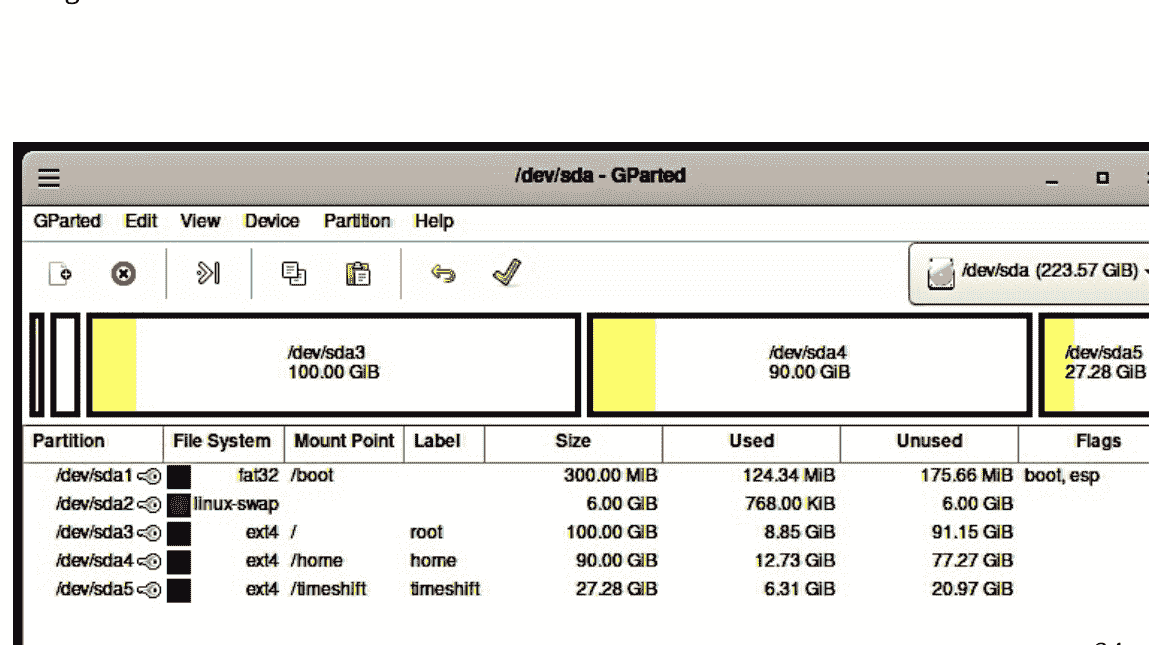 /dev/sda - GParted
GParted Edit View Device Partition Help
/dev/sda (223.57 GiB)
/dev/sda3
100.00 GiB
/dev/sda4
90.00 GiB
/dev/sda5
27.28 GiB
Partition File System Mount Point Label Size Used Unused Flags
/dev/sda1 fat32 /boot 300.00 MiB 124.34 MiB 175.66 MiB boot, esp
/dev/sda2 linux-swap 6.00 GiB 768.00 KiB 6.00 GiB
/dev/sda3 ext4 / root 100.00 GiB 8.85 GiB 91.15 GiB
/dev/sda4 ext4 /home home 90.00 GiB 12.73 GiB 77.27 GiB
/dev/sda5 ext4 /timeshift timeshift 27.28 GiB 6.31 GiB 20.97 GiB